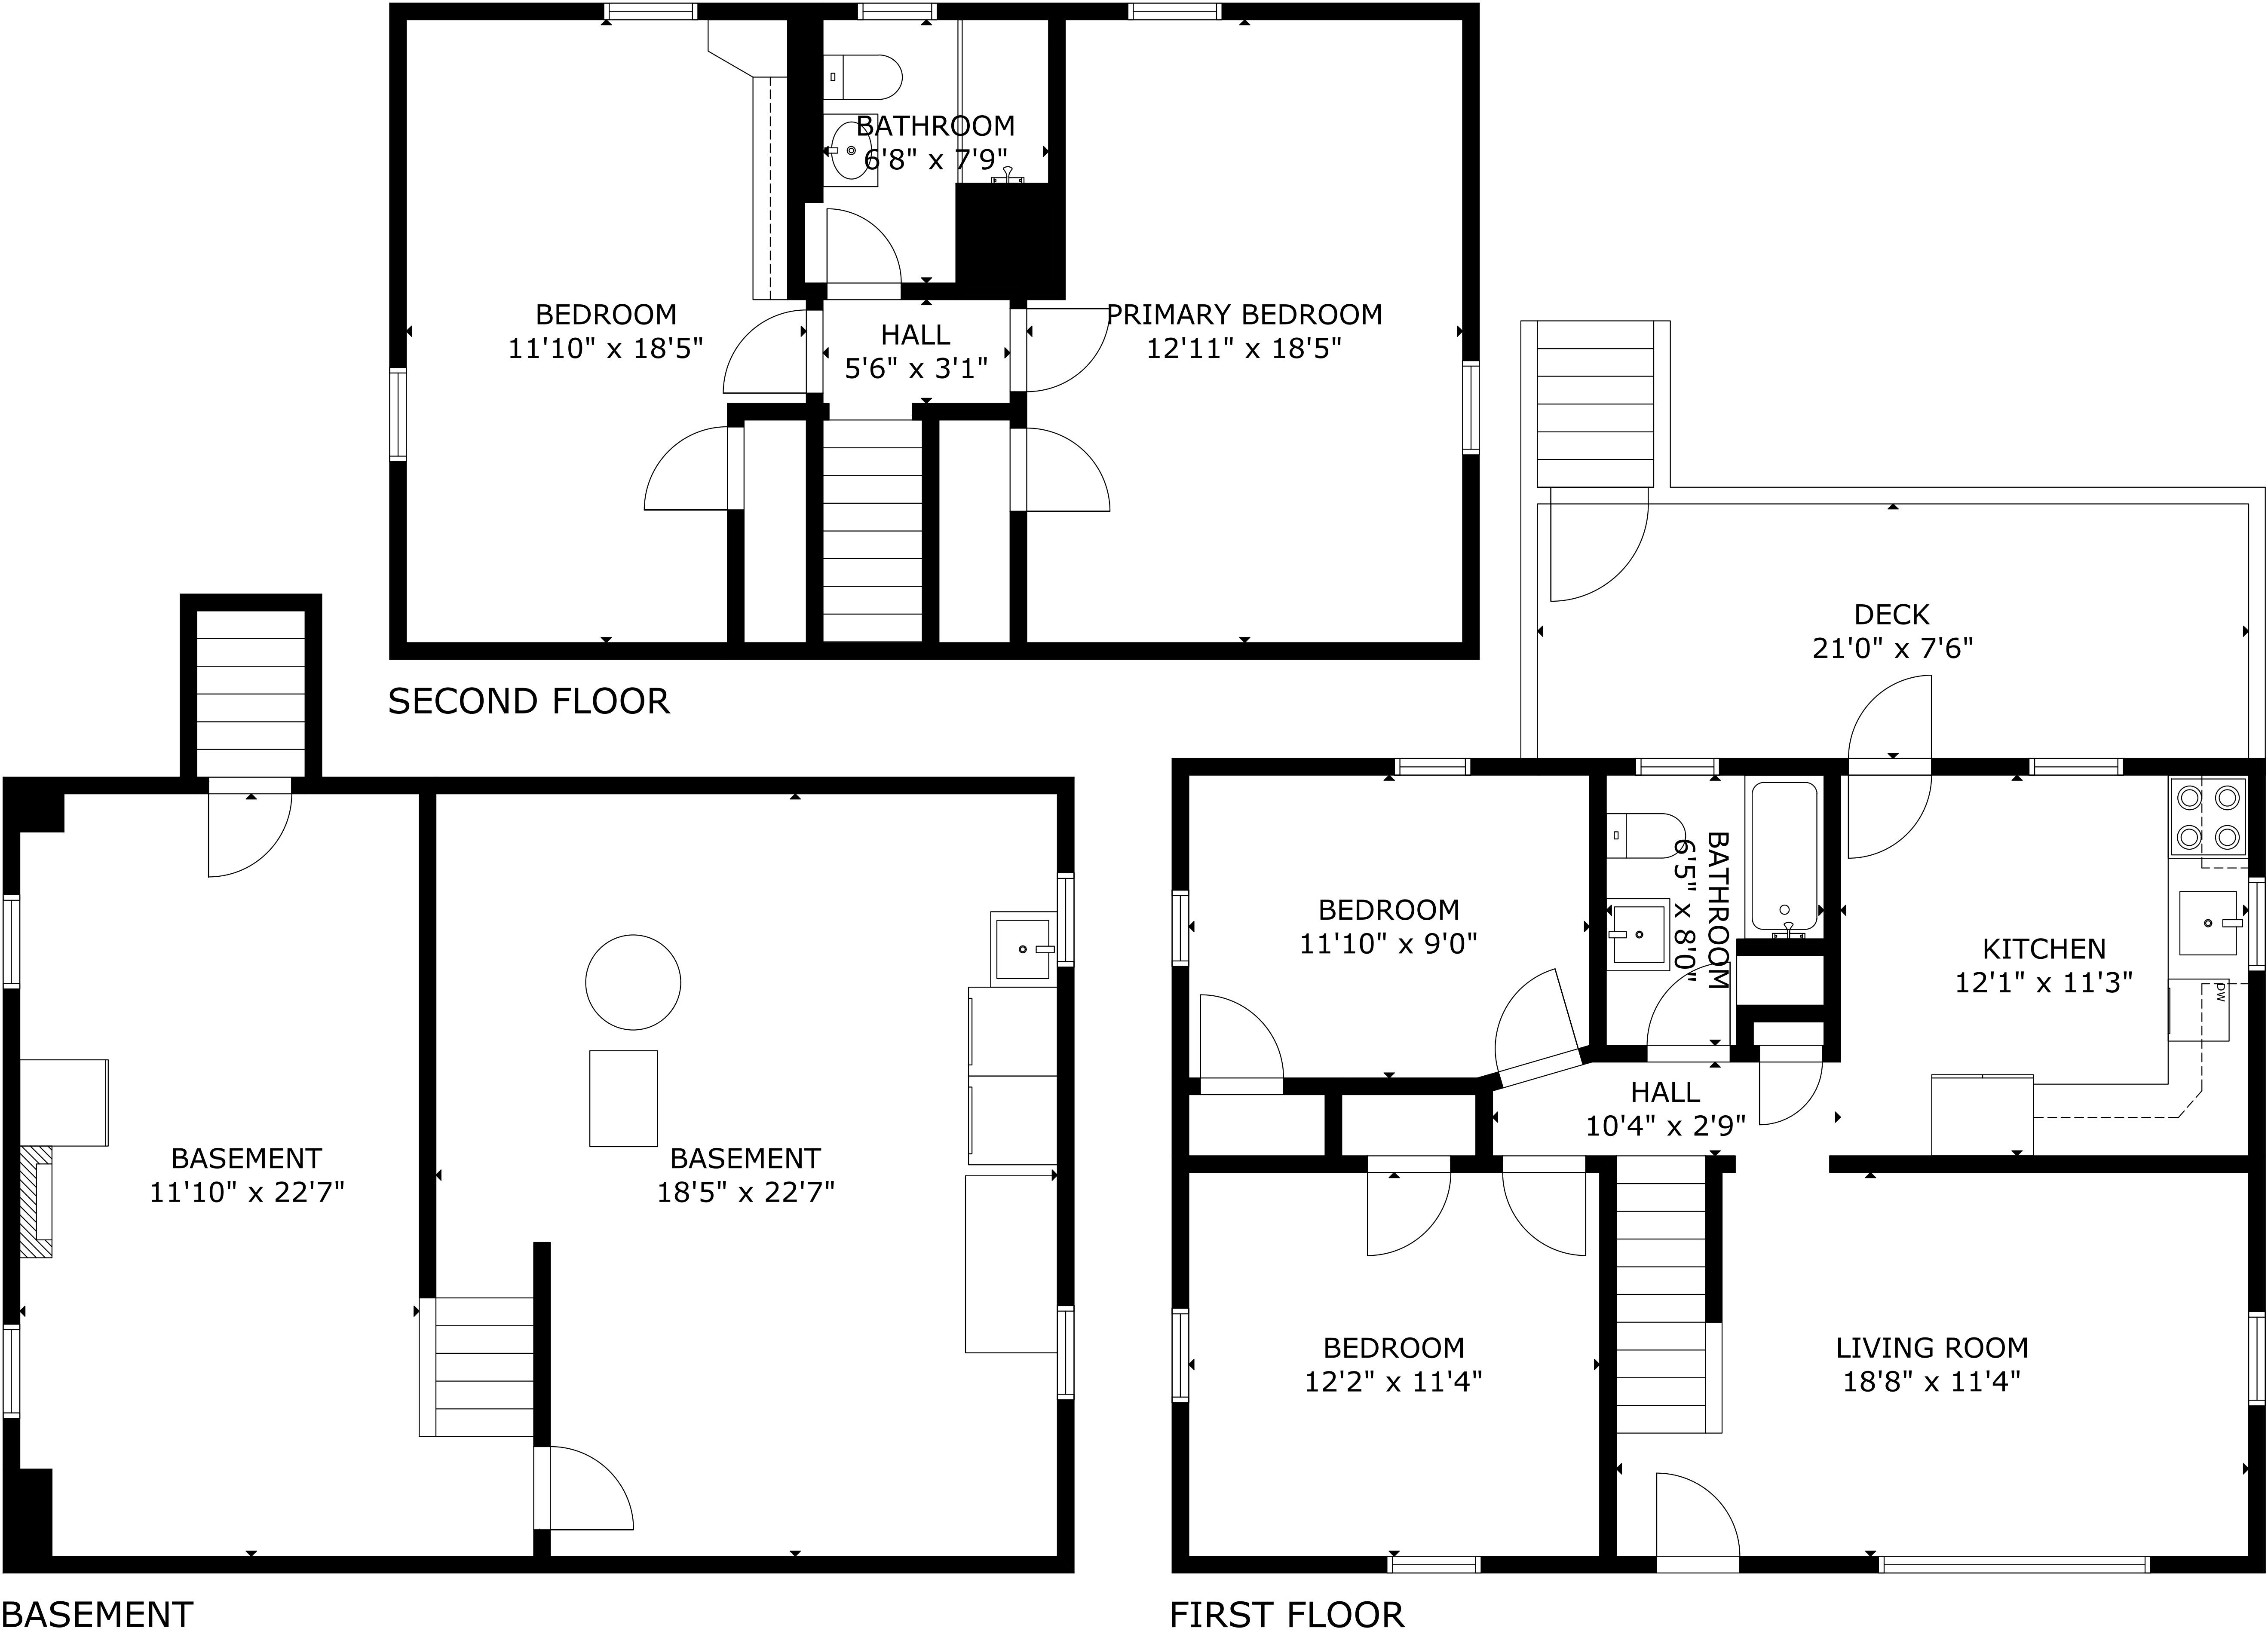 BATHROOM
6'8" x 7'9"
BEDROOM
11'10" x 18'5"
HALL
5'6" x 3'1"
PRIMARY BEDROOM
12'11" x 18'5"
SECOND FLOOR
DECK
21'0" x 7'6"
BEDROOM
11'10" x 9'0"
BATHROOM
6'5" x 8'0"
KITCHEN
12'1" x 11'3"
DW
HALL
10'4" x 2'9"
BEDROOM
12'2" x 11'4"
LIVING ROOM
18'8" x 11'4"
FIRST FLOOR
BASEMENT
11'10" x 22'7"
BASEMENT
18'5" x 22'7"
BASEMENT